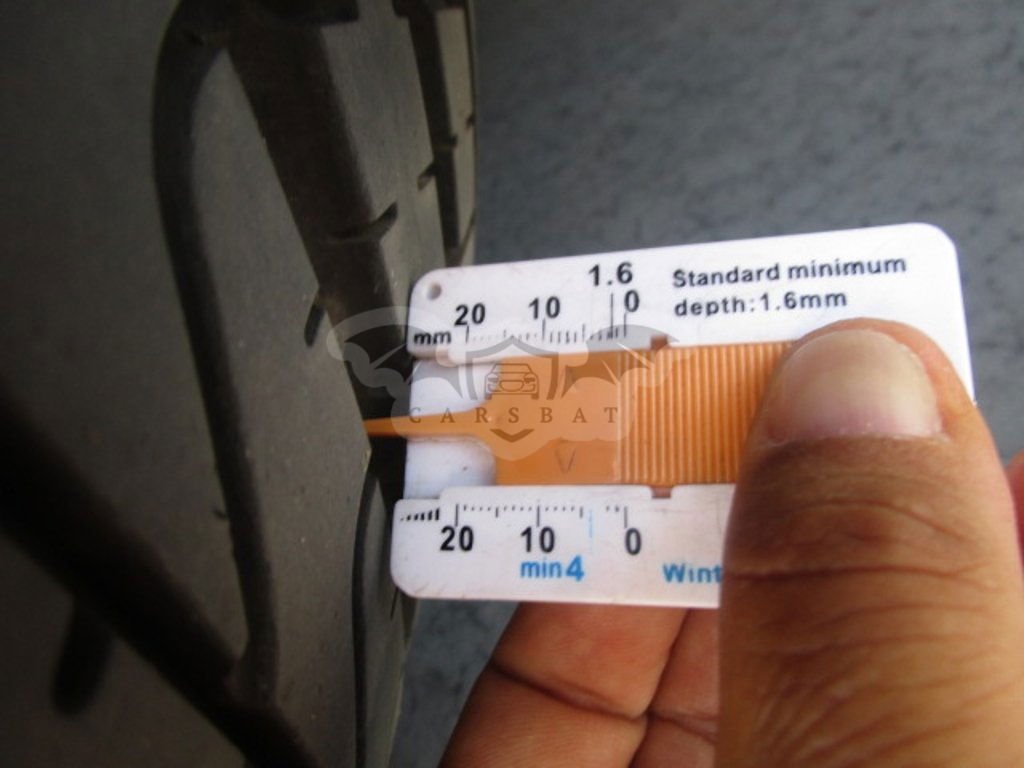 1.6
20 10 0
mm
Standard minimum
depth:1.6mm
CARSBAT
V
20 10 0
min4
Wint